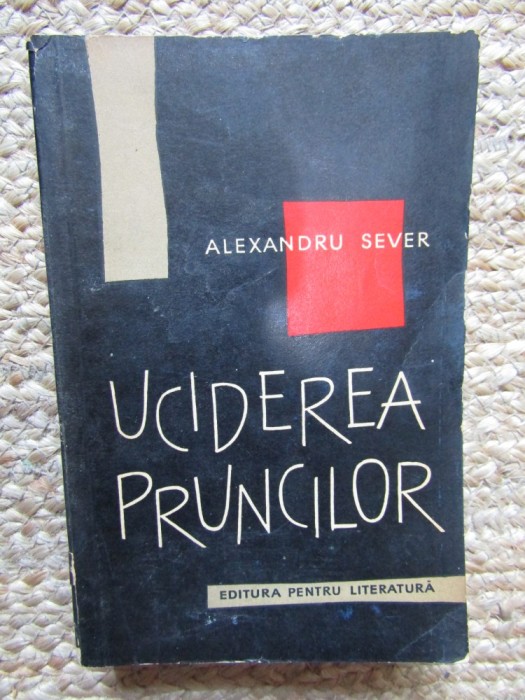 ALEXANDRU SEVER
UCIDEREA
PRUNCILOR
EDITURA PENTRU LITERATURĂ